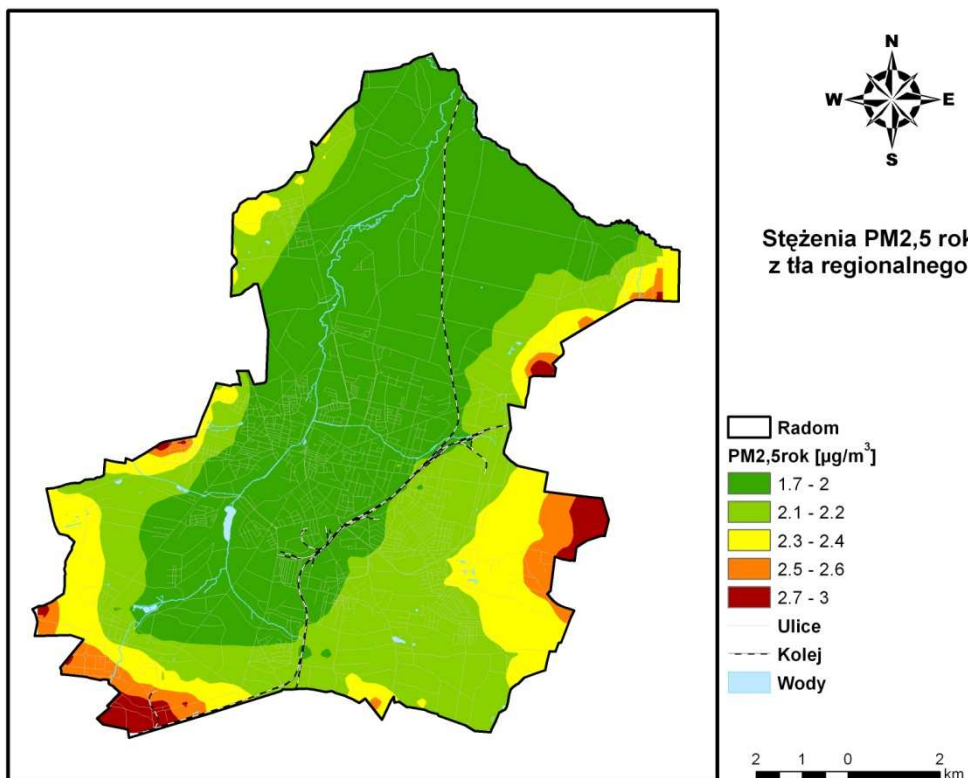 N
W E
S
Stężenia PM2,5 rok
z tła regionalnego
Radom
PM2,5rok [µg/m³]
1.7 - 2
2.1 - 2.2
2.3 - 2.4
2.5 - 2.6
2.7 - 3
Ulice
Kolej
Wody
2 1 0 2
km